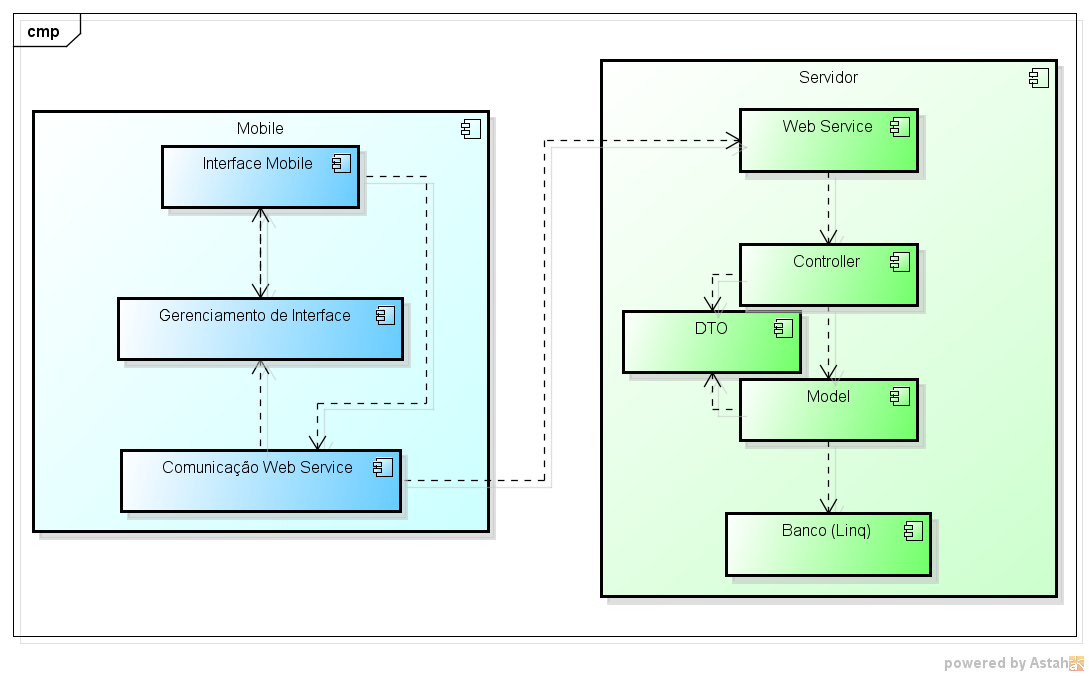 cmp
Mobile
Interface Mobile
Gerenciamento de Interface
Comunicação Web Service
Servidor
Web Service
Controller
DTO
Model
Banco (Linq)
powered by Astah